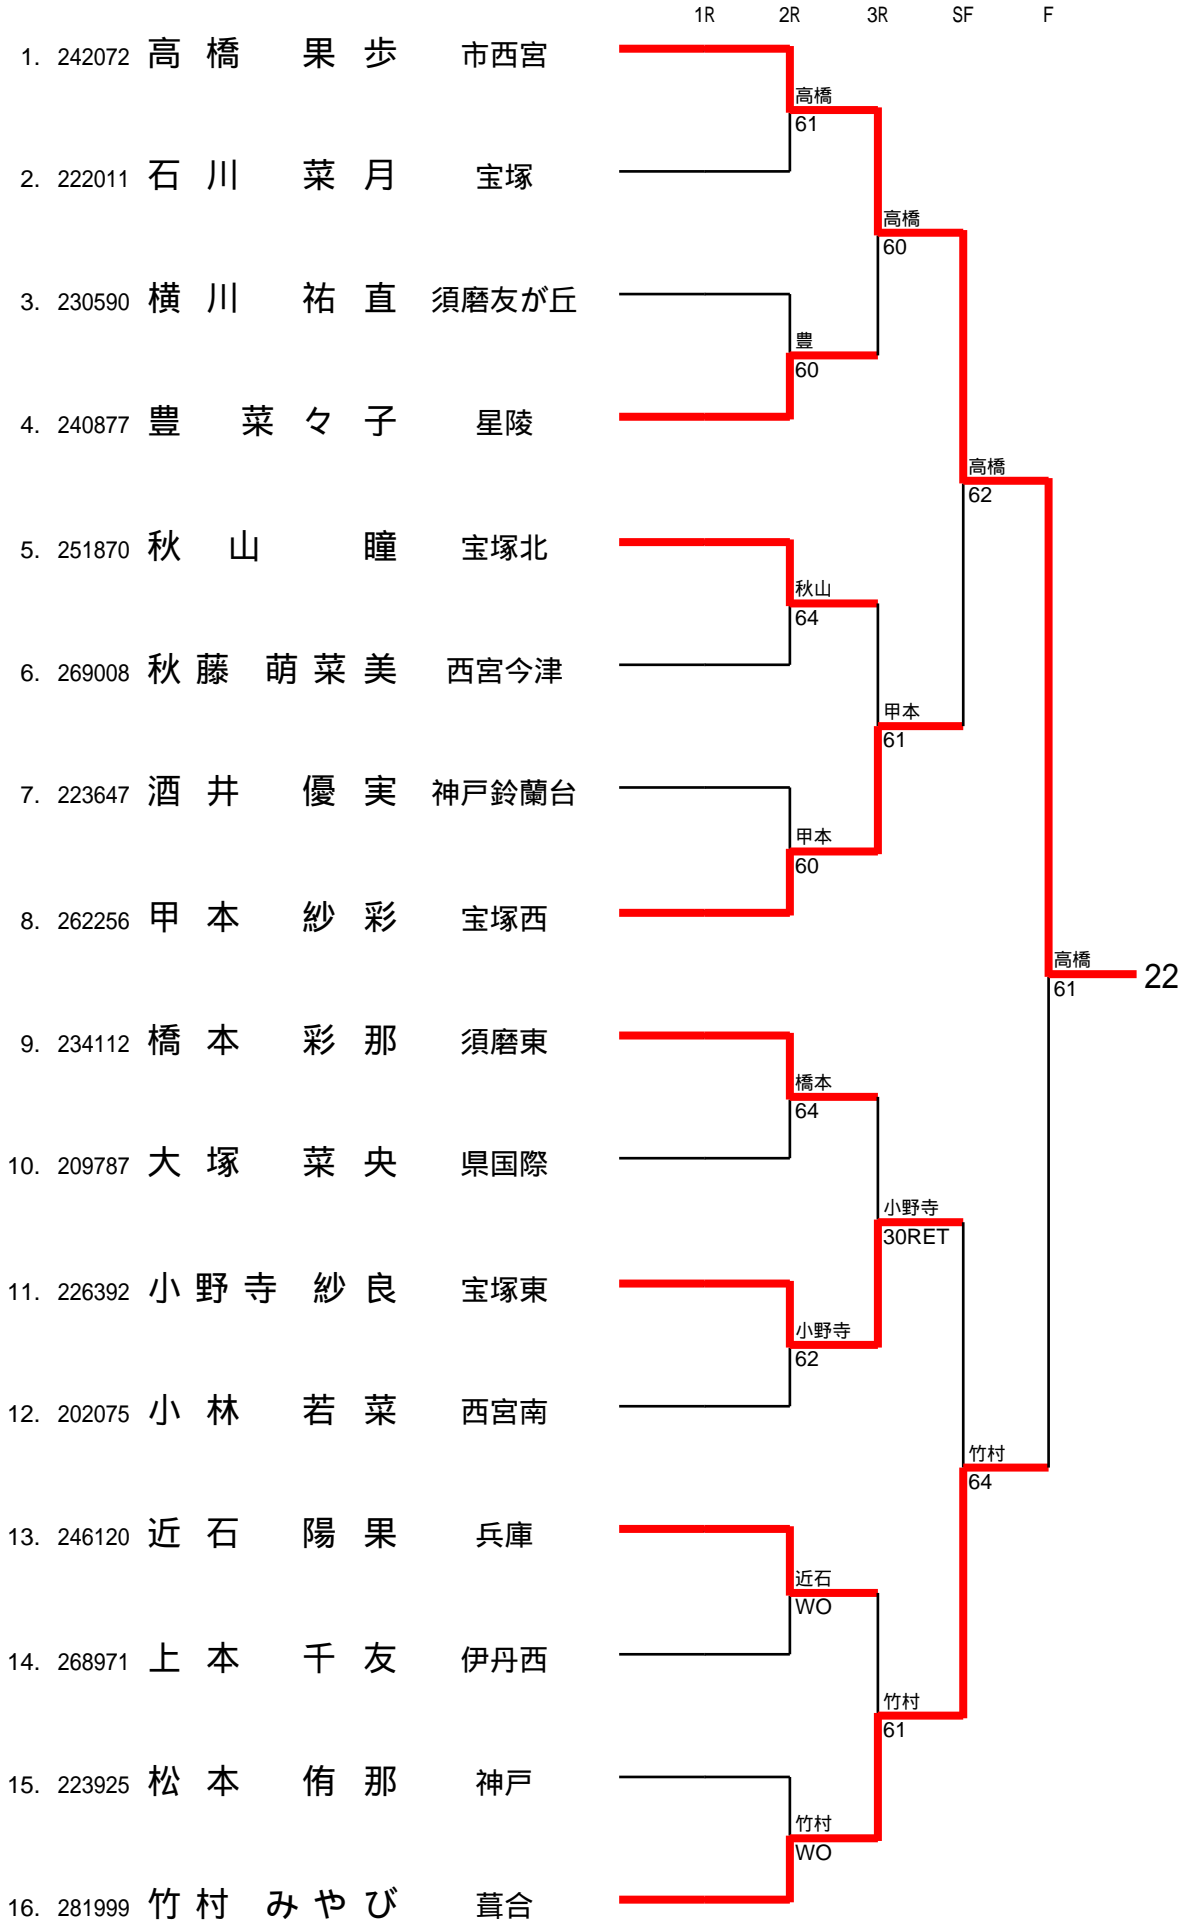 1R 2R 3R SF F
1. 242072 高橋 果歩 市西宮
高橋
61
2. 222011 石川 菜月 宝塚
高橋
60
3. 230590 横川 祐直 須磨友が丘
豊
60
4. 240877 豊 菜々子 星陵
高橋
62
5. 251870 秋山 瞳 宝塚北
秋山
64
6. 269008 秋藤 萌菜美 西宮今津
甲本
61
7. 223647 酒井 優実 神戸鈴蘭台
甲本
60
8. 262256 甲本 紗彩 宝塚西
高橋
61
22
9. 234112 橋本 彩那 須磨東
橋本
64
10. 209787 大塚 菜央 県国際
小野寺
30RET
11. 226392 小野寺 紗良 宝塚東
小野寺
62
12. 202075 小林 若菜 西宮南
竹村
64
13. 246120 近石 陽果 兵庫
近石
WO
14. 268971 上本 千友 伊丹西
竹村
61
15. 223925 松本 侑那 神戸
竹村
WO
16. 281999 竹村 みやび 葺合